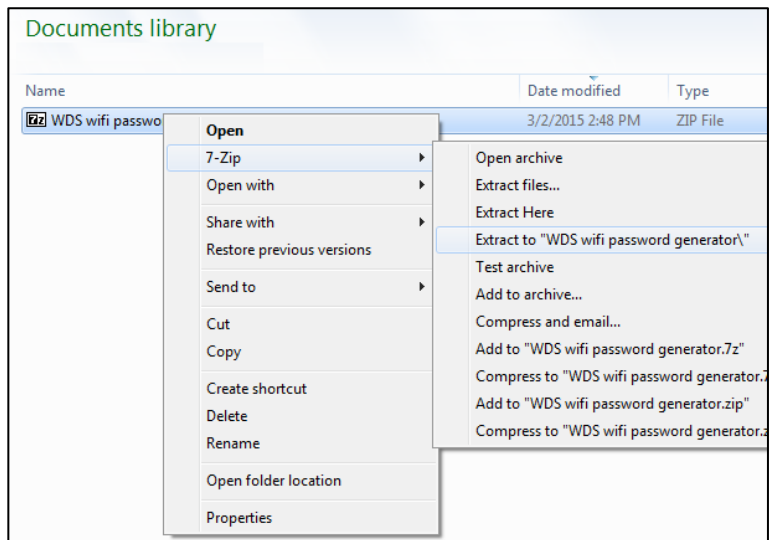 Documents library
Name Date modified Type
WDS wifi passwo 3/2/2015 2:48 PM ZIP File
Open
7-Zip
Open with
Share with
Restore previous versions
Send to
Cut
Copy
Create shortcut
Delete
Rename
Open folder location
Properties
Open archive
Extract files...
Extract Here
Extract to "WDS wifi password generator\"
Test archive
Add to archive...
Compress and email...
Add to "WDS wifi password generator.7z"
Compress to "WDS wifi password generator.7
Add to "WDS wifi password generator.zip"
Compress to "WDS wifi password generator.z